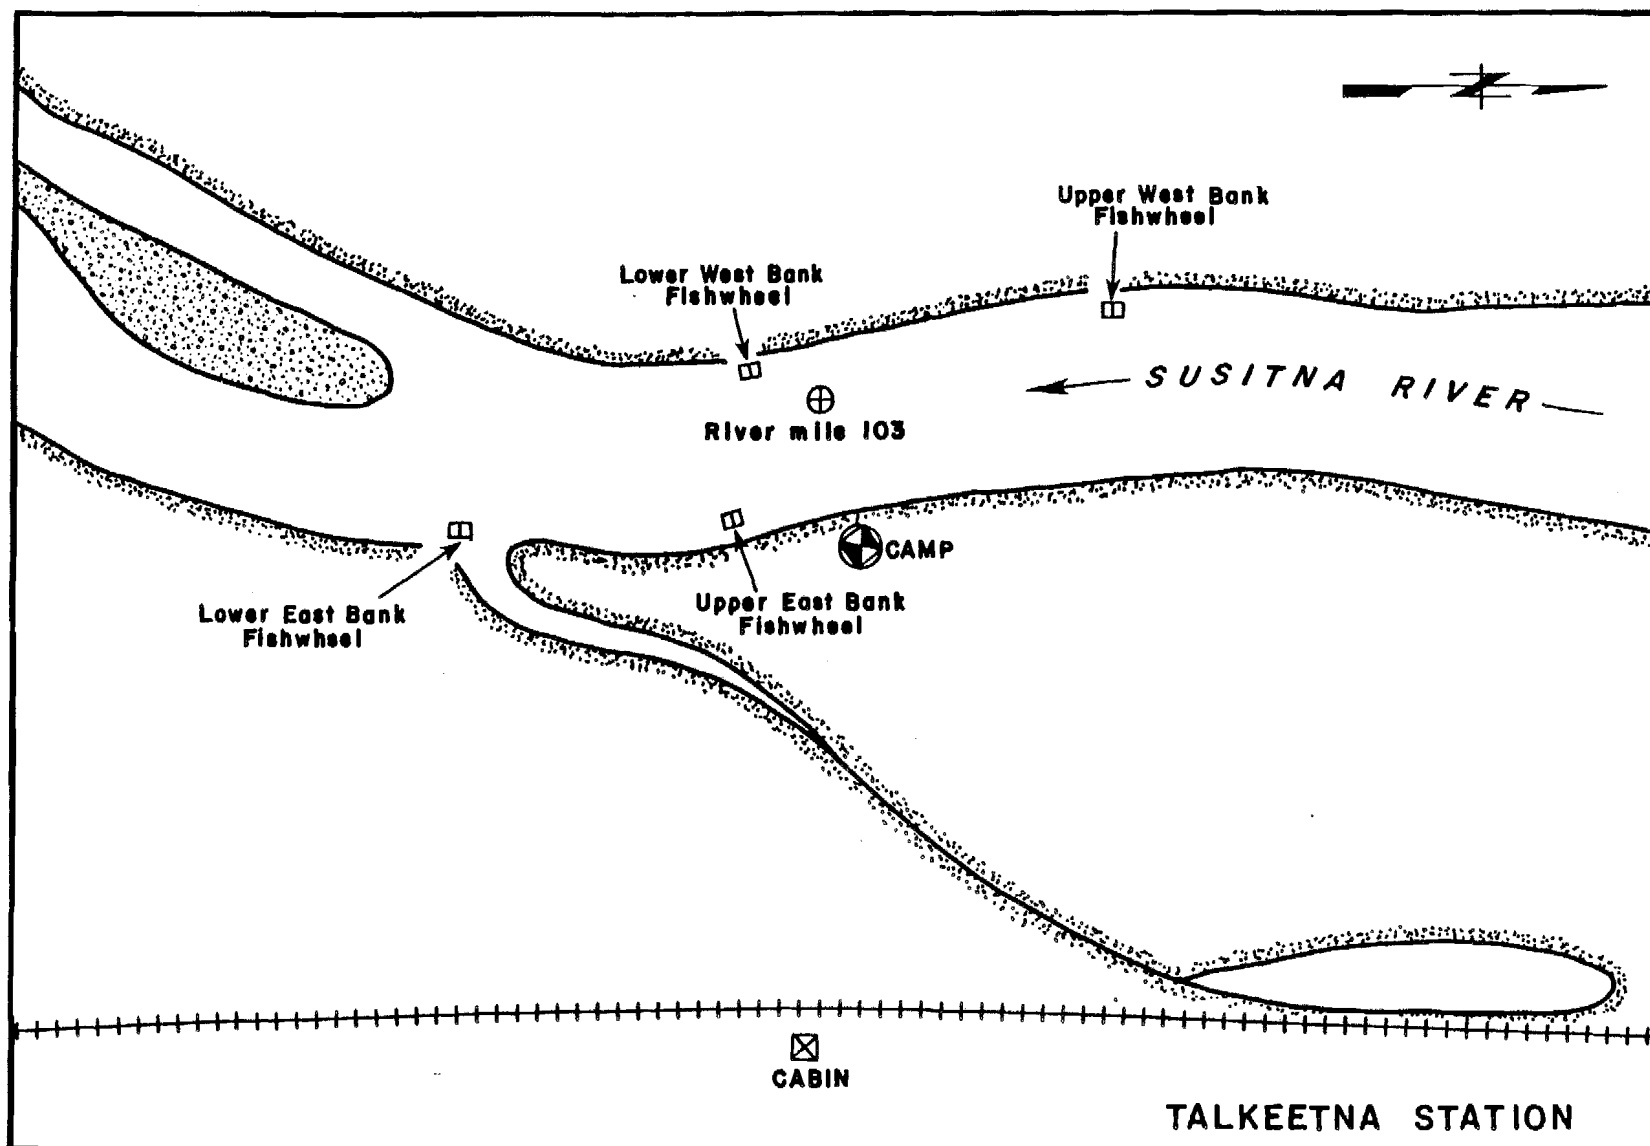 Upper West Bank
Fishwheel
Lower West Bank
Fishwheel
SUSITNA RIVER
River mile 103
CAMP
Lower East Bank
Fishwheel
Upper East Bank
Fishwheel
CABIN
TALKEETNA STATION